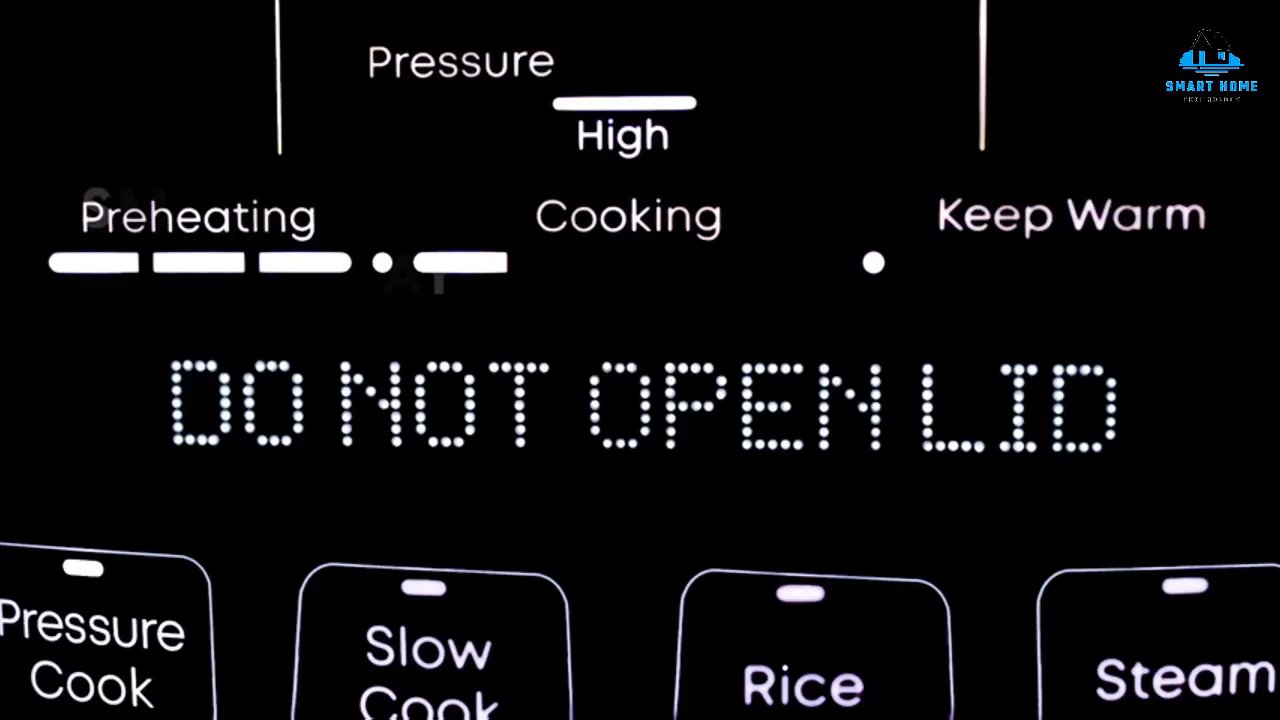 Pressure
High
SMART HOME
Preheating
Cooking
Keep Warm
DO NOT OPEN LID
Pressure
Cook
Slow
Cook
Rice
Steam